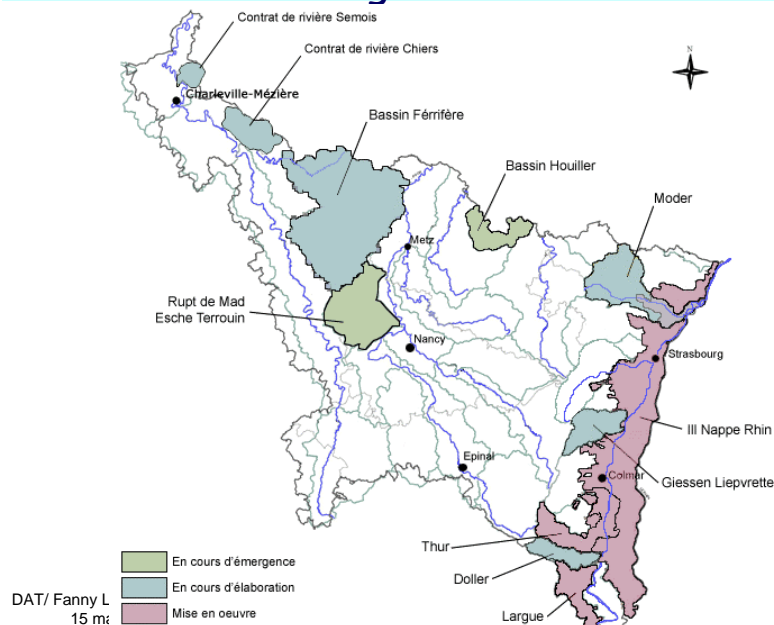 Contrat de rivière Semois
Contrat de rivière Chiers
N
Charleville-Mézière
Bassin Férrifère
Bassin Houiller
Moder
Metz
Rupt de Mad
Esche Terrouin
Nancy
Strasbourg
Ill Nappe Rhin
Epinal
Colmar
Giessen Liepvrette
Thur
Doller
Largue
En cours d'émergence
En cours d'élaboration
Mise en oeuvre
DAT/ Fanny L
15 ma